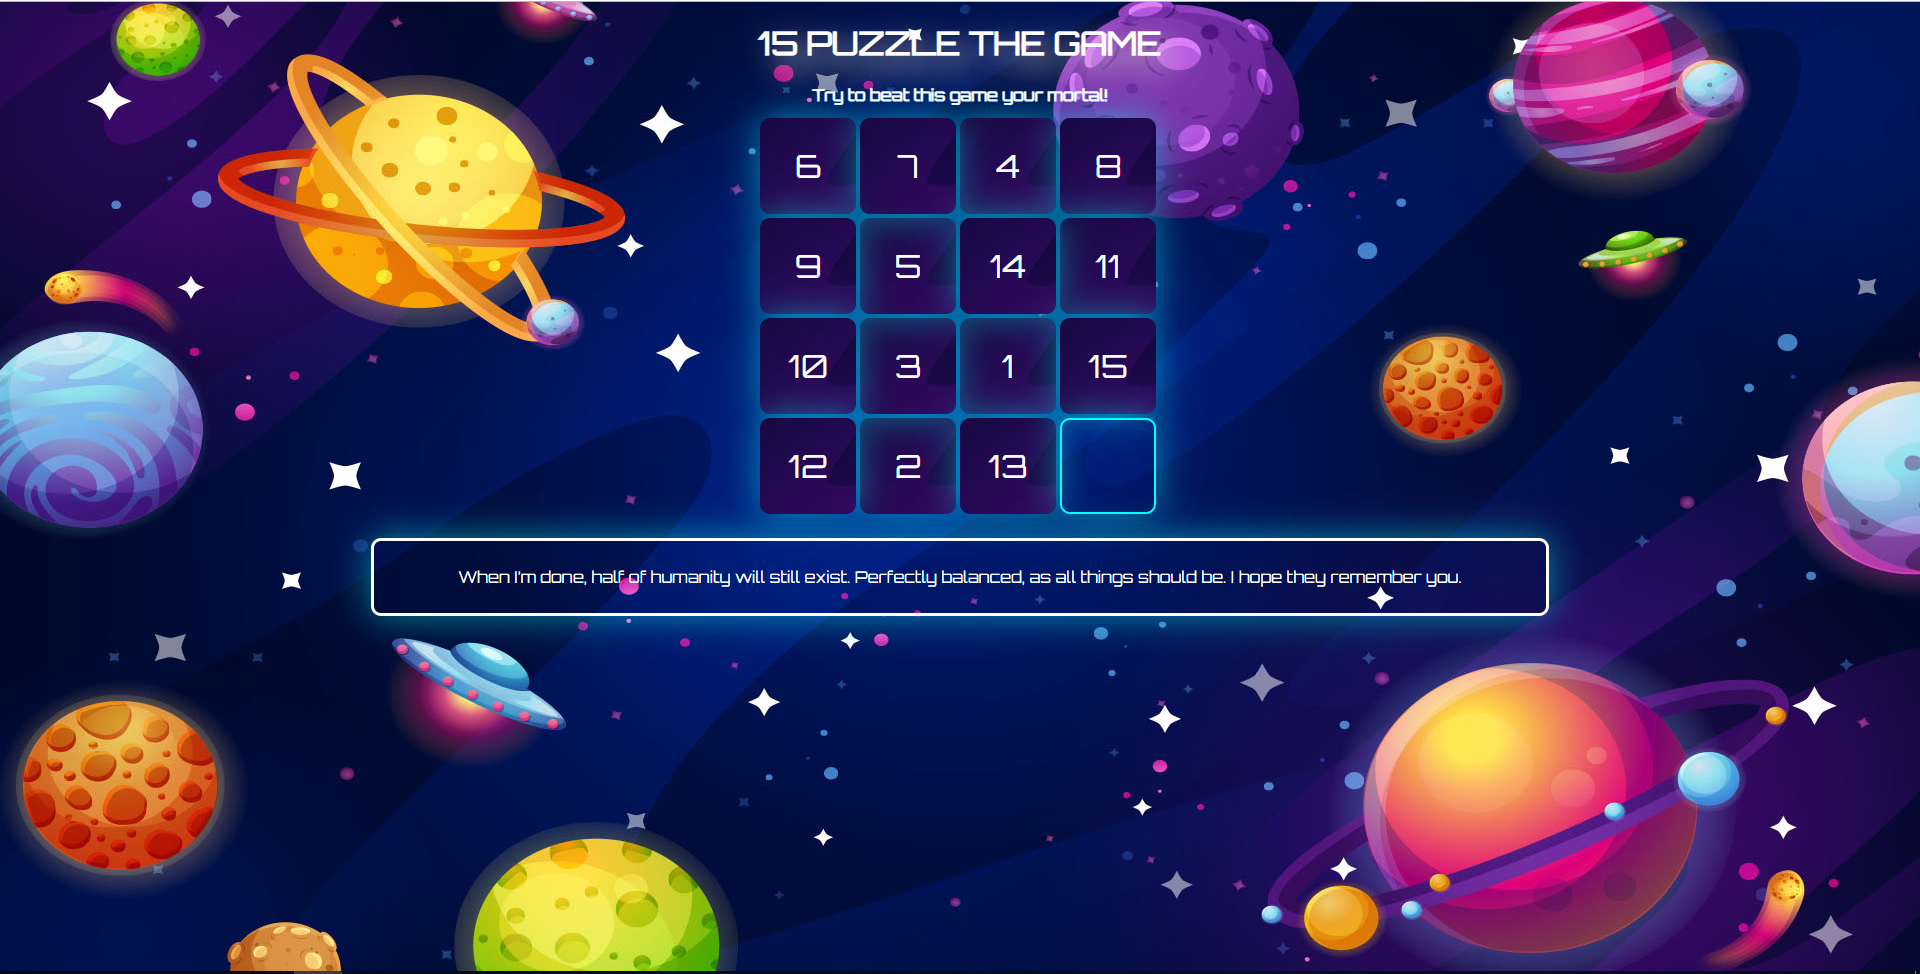 15 PUZZLE THE GAME
Try to beat this game your mortal!
6 7 4 8
9 5 14 11
10 3 1 15
12 2 13
When I'm done, half of humanity will still exist. Perfectly balanced, as all things should be. I hope they remember you.